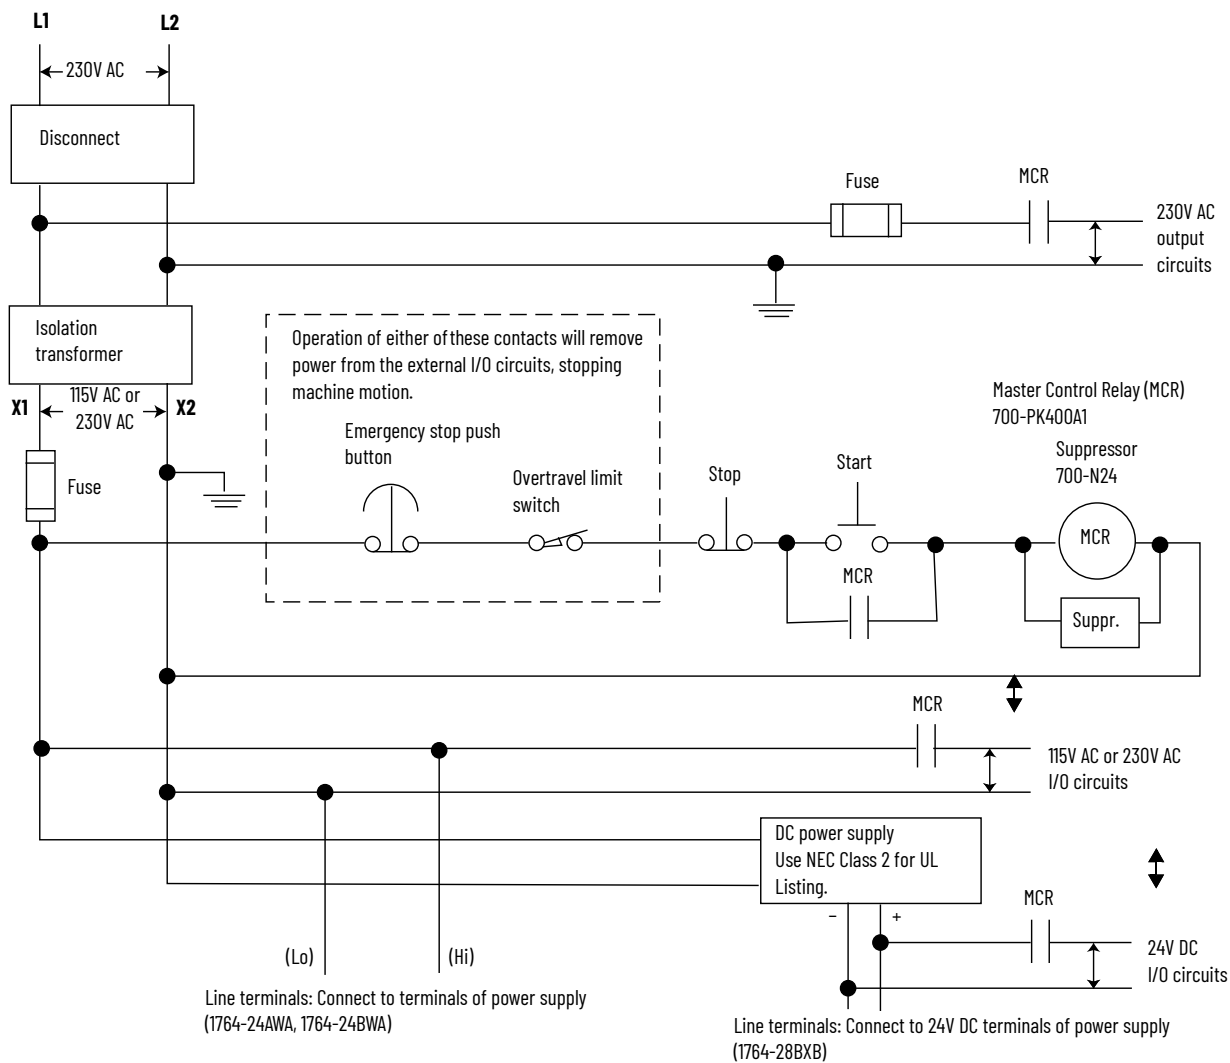 L1
L2
230V AC
Disconnect
Fuse
MCR
230V AC
output
circuits
Isolation
transformer
Operation of either of these contacts will remove
power from the external I/O circuits, stopping
machine motion.
X1
115V AC or
230V AC
X2
Master Control Relay (MCR)
700-PK400A1
Emergency stop push
button
Suppressor
700-N24
Fuse
Overtravel limit
switch
Stop
Start
MCR
MCR
Suppr.
MCR
115V AC or 230V AC
I/O circuits
DC power supply
Use NEC Class 2 for UL
Listing.
MCR
-
+
24V DC
I/O circuits
(Lo)
(Hi)
Line terminals: Connect to terminals of power supply
(1764-24AWA, 1764-24BWA)
Line terminals: Connect to 24V DC terminals of power supply
(1764-28BXB)